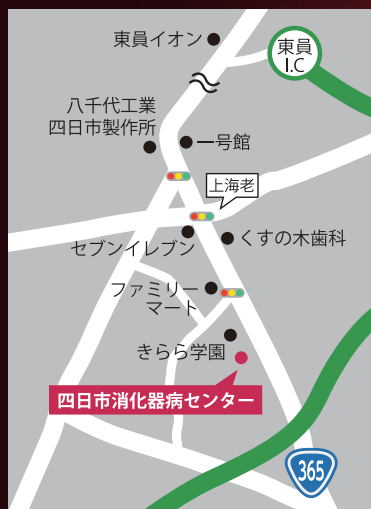 東員イオン
東員
I.C
八千代工業
四日市製作所
一号館
上海老
セブンイレブン
くすの木歯科
ファミリー
マート
きらら学園
四日市消化器病センター
365